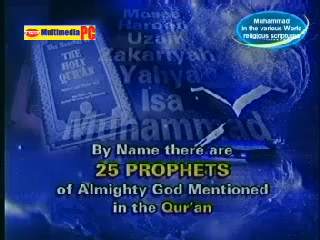 Multimedia PC
Muhammad
in the various World
religious scriptures
Moses
Haroon
Uzair
Zakariyah
Yahya
Isa
Muhammad
THE HOLY
QUR'AN
By Name there are
25 PROPHETS
of Almighty God Mentioned
in the Qur'an